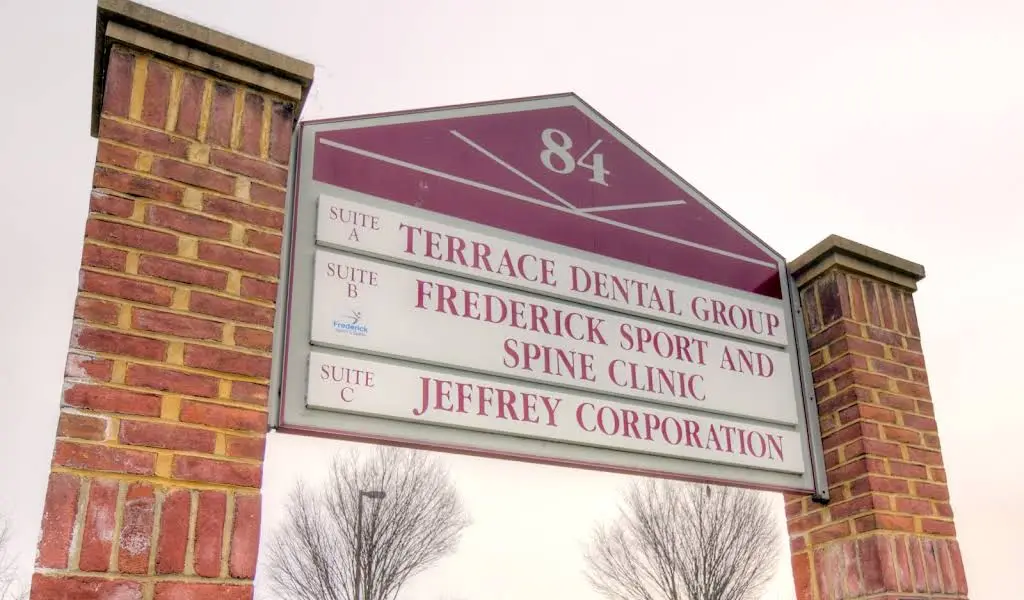 84
SUITE
A
TERRACE DENTAL GROUP
SUITE
B
FREDERICK SPORT AND
SPINE CLINIC
Frederick
SUITE
C
JEFFREY CORPORATION